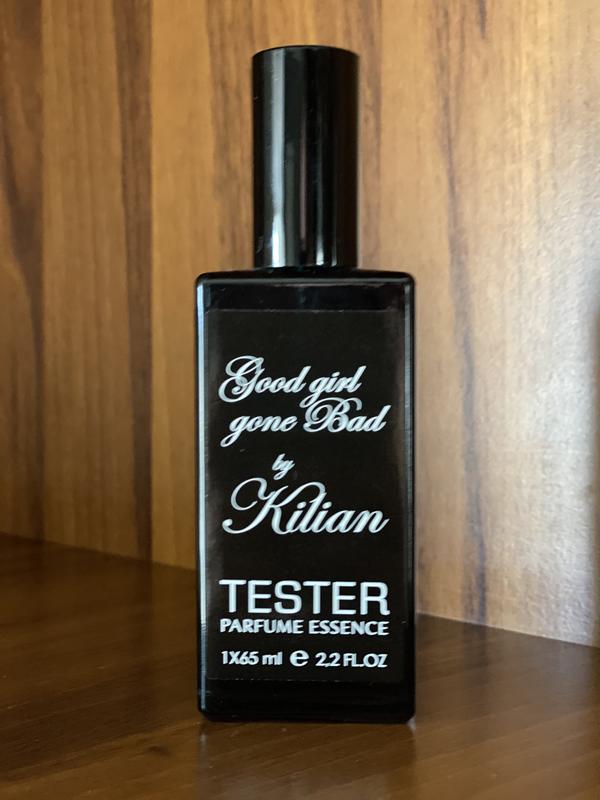 Good girl
gone Bad
by
Kilian
TESTER
PARFUME ESSENCE
1X65 ml e 2,2 FL.OZ